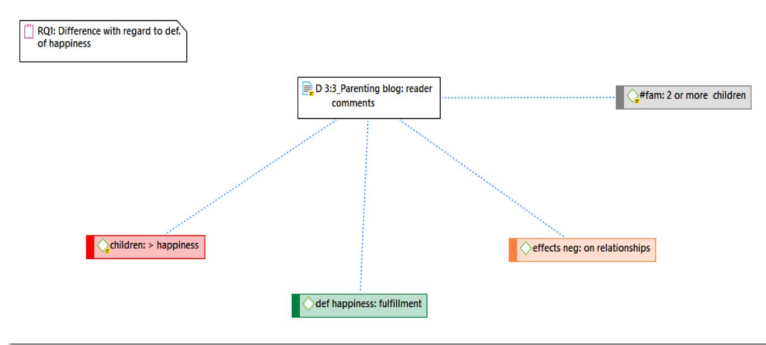 RQ1: Difference with regard to def.
of happiness
D 3:3_Parenting blog: reader
comments
#fam: 2 or more children
children: > happiness
effects neg: on relationships
def happiness: fulfillment